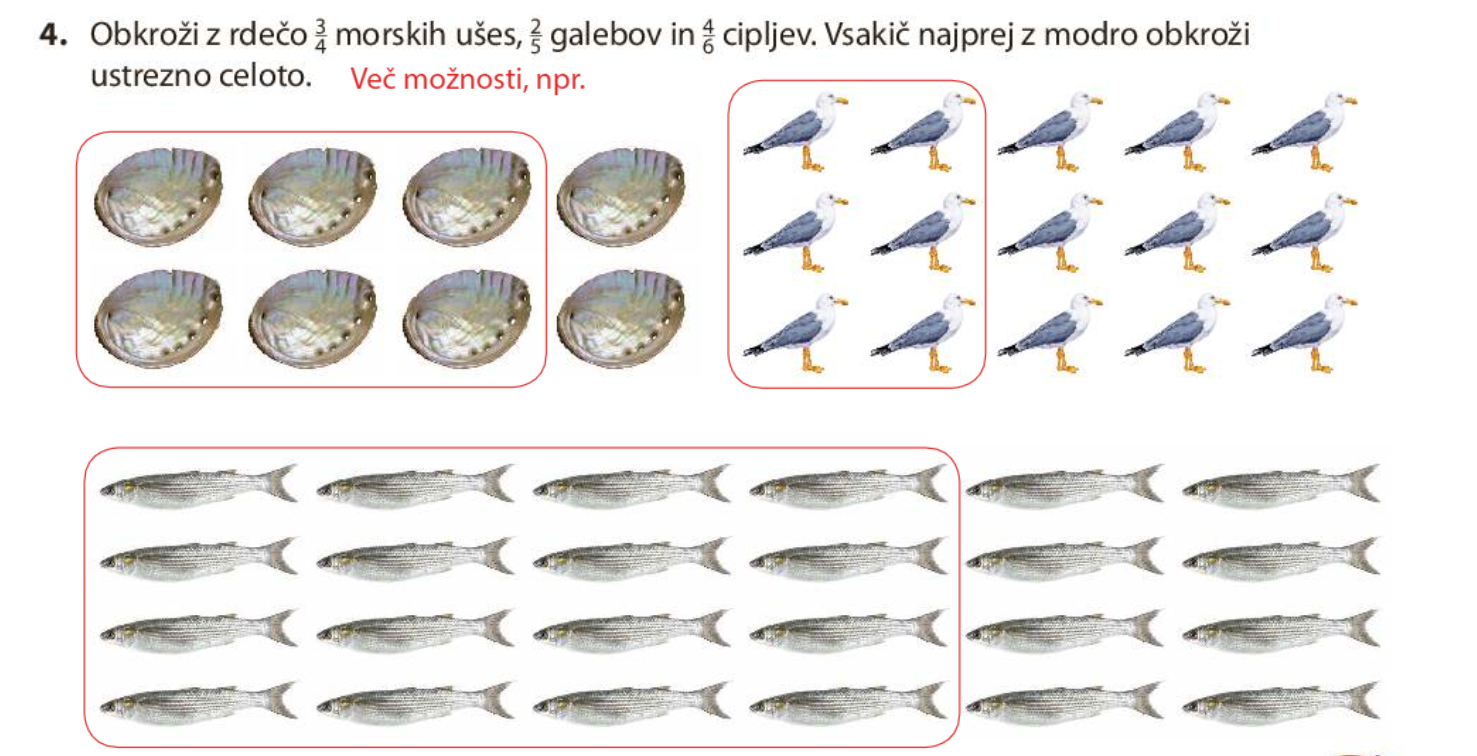 4. Obkroži z rdečo 3/4 morskih ušes, 2/5 galebov in 4/6 cipljev. Vsakič najprej z modro obkroži
ustrezno celoto. Več možnosti, npr.